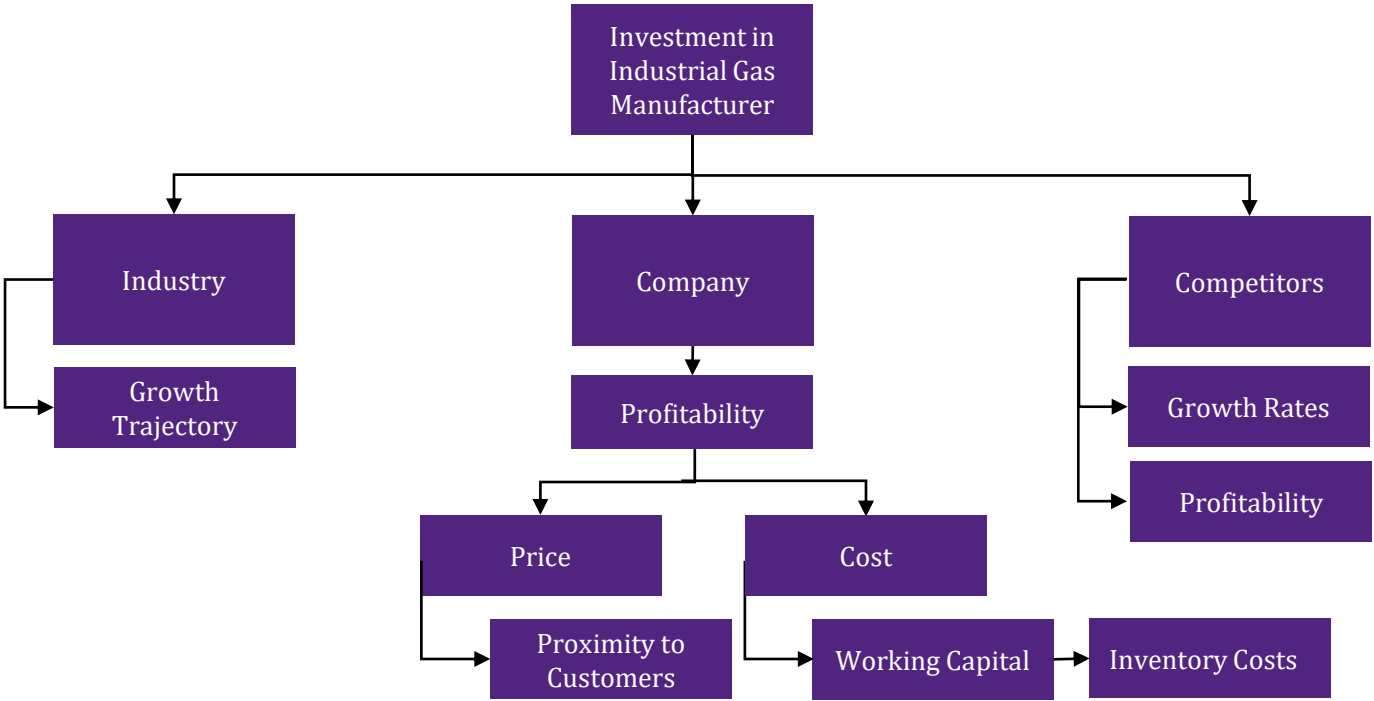 Investment in
Industrial Gas
Manufacturer
Industry
Company
Competitors
Growth
Trajectory
Profitability
Growth Rates
Profitability
Price
Cost
Proximity to
Customers
Working Capital
Inventory Costs